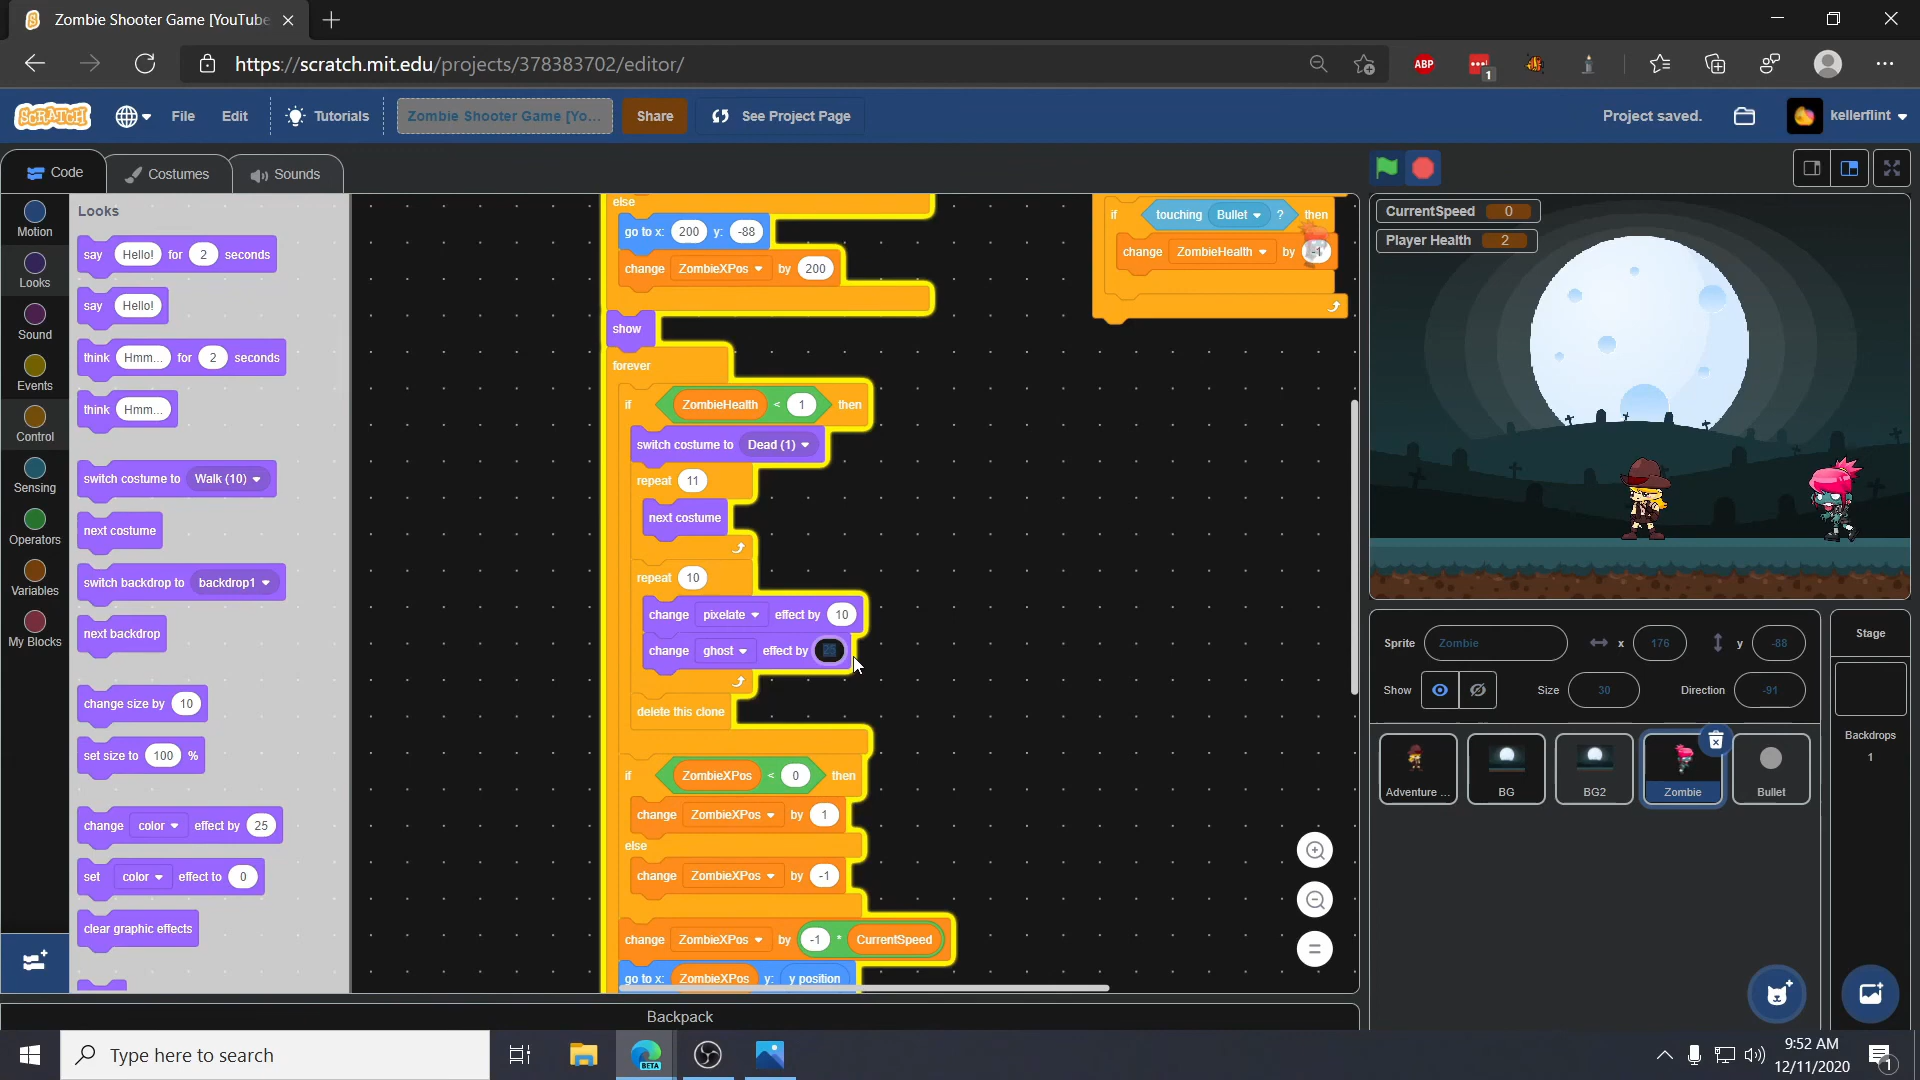 Zombie Shooter Game [YouTube
https://scratch.mit.edu/projects/378383702/editor/
ABP
1
SCRATCH
File
Edit
Tutorials
Zombie Shooter Game [Yo...
Share
See Project Page
Project saved.
kellerflint
Code
Costumes
Sounds
Motion
Looks
Sound
Events
Control
Sensing
Operators
Variables
My Blocks
Looks
say Hello! for 2 seconds
say Hello!
think Hmm... for 2 seconds
think Hmm...
switch costume to Walk (10)
next costume
switch backdrop to backdrop1
next backdrop
change size by 10
set size to 100 %
change color effect by 25
set color effect to 0
clear graphic effects
else
go to x: 200 y: -88
change ZombieXPos by 200
show
forever
if ZombieHealth < 1 then
switch costume to Dead (1)
repeat 11
next costume
repeat 10
change pixelate effect by 10
change ghost effect by 25
delete this clone
if ZombieXPos < 0 then
change ZombieXPos by 1
else
change ZombieXPos by -1
change ZombieXPos by -1 * CurrentSpeed
go to x: ZombieXPos y: y position
if touching Bullet ? then
change ZombieHealth by -1
CurrentSpeed 0
Player Health 2
Sprite Zombie x 176 y -88
Show Size 30 Direction -91
Adventure ...
BG
BG2
Zombie
Bullet
Stage
Backdrops
1
Backpack
Type here to search
BETA
9:52 AM
12/11/2020
1